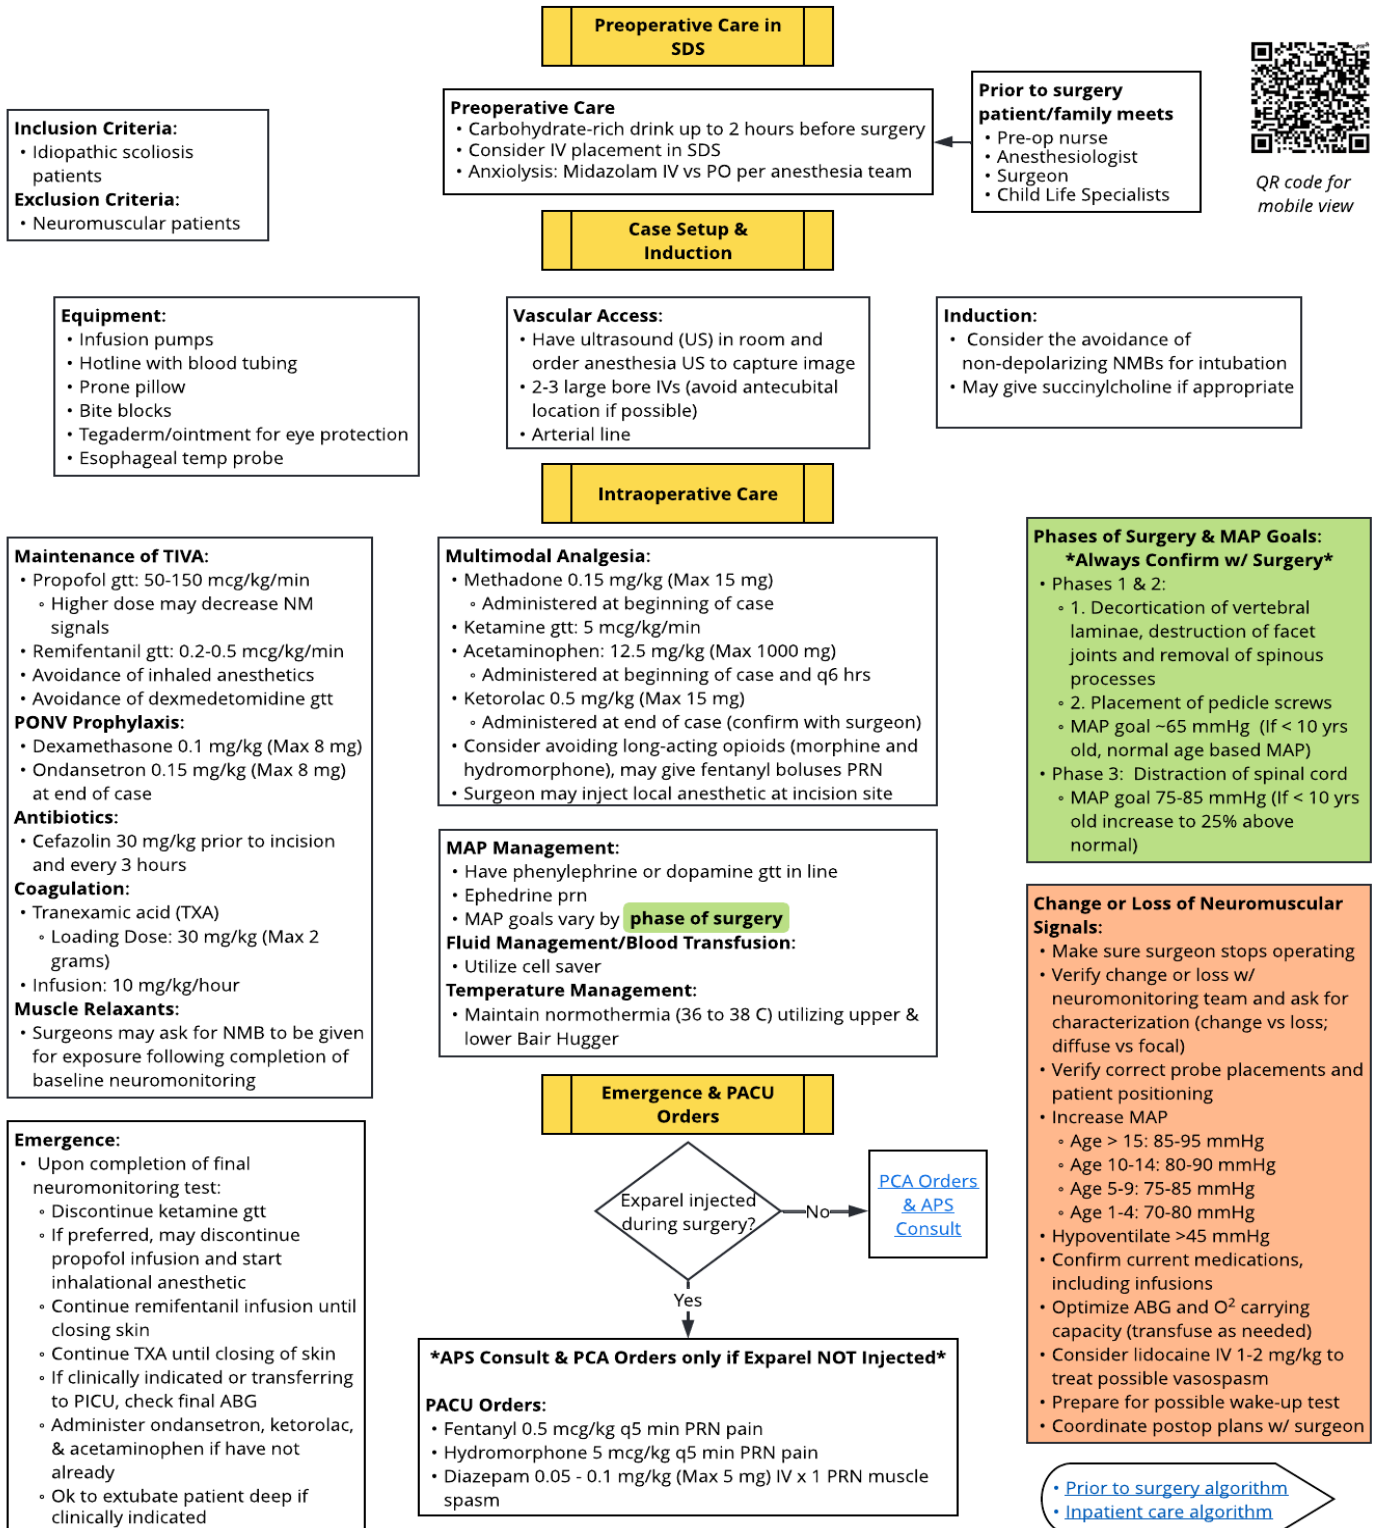 Preoperative Care in
SDS
Inclusion Criteria:
• Idiopathic scoliosis
patients
Exclusion Criteria:
• Neuromuscular patients
Preoperative Care
• Carbohydrate-rich drink up to 2 hours before surgery
• Consider IV placement in SDS
• Anxiolysis: Midazolam IV vs PO per anesthesia team
Prior to surgery
patient/family meets
• Pre-op nurse
• Anesthesiologist
• Surgeon
• Child Life Specialists
QR code for
mobile view
Case Setup &
Induction
Equipment:
• Infusion pumps
• Hotline with blood tubing
• Prone pillow
• Bite blocks
• Tegaderm/ointment for eye protection
• Esophageal temp probe
Vascular Access:
• Have ultrasound (US) in room and
order anesthesia US to capture image
• 2-3 large bore IVs (avoid antecubital
location if possible)
• Arterial line
Induction:
• Consider the avoidance of
non-depolarizing NMBs for intubation
• May give succinylcholine if appropriate
Intraoperative Care
Maintenance of TIVA:
• Propofol gtt: 50-150 mcg/kg/min
◦ Higher dose may decrease NM
signals
• Remifentanil gtt: 0.2-0.5 mcg/kg/min
• Avoidance of inhaled anesthetics
• Avoidance of dexmedetomidine gtt
PONV Prophylaxis:
• Dexamethasone 0.1 mg/kg (Max 8 mg)
• Ondansetron 0.15 mg/kg (Max 8 mg)
at end of case
Antibiotics:
• Cefazolin 30 mg/kg prior to incision
and every 3 hours
Coagulation:
• Tranexamic acid (TXA)
◦ Loading Dose: 30 mg/kg (Max 2
grams)
• Infusion: 10 mg/kg/hour
Muscle Relaxants:
• Surgeons may ask for NMB to be given
for exposure following completion of
baseline neuromonitoring
Multimodal Analgesia:
• Methadone 0.15 mg/kg (Max 15 mg)
◦ Administered at beginning of case
• Ketamine gtt: 5 mcg/kg/min
• Acetaminophen: 12.5 mg/kg (Max 1000 mg)
◦ Administered at beginning of case and q6 hrs
• Ketorolac 0.5 mg/kg (Max 15 mg)
◦ Administered at end of case (confirm with surgeon)
• Consider avoiding long-acting opioids (morphine and
hydromorphone), may give fentanyl boluses PRN
• Surgeon may inject local anesthetic at incision site
MAP Management:
• Have phenylephrine or dopamine gtt in line
• Ephedrine prn
• MAP goals vary by phase of surgery
Fluid Management/Blood Transfusion:
• Utilize cell saver
Temperature Management:
• Maintain normothermia (36 to 38 C) utilizing upper &
lower Bair Hugger
Phases of Surgery & MAP Goals:
*Always Confirm w/ Surgery*
• Phases 1 & 2:
◦ 1. Decortication of vertebral
laminae, destruction of facet
joints and removal of spinous
processes
◦ 2. Placement of pedicle screws
◦ MAP goal ~65 mmHg (If < 10 yrs
old, normal age based MAP)
• Phase 3: Distraction of spinal cord
◦ MAP goal 75-85 mmHg (If < 10 yrs
old increase to 25% above
normal)
Change or Loss of Neuromuscular
Signals:
• Make sure surgeon stops operating
• Verify change or loss w/
neuromonitoring team and ask for
characterization (change vs loss;
diffuse vs focal)
• Verify correct probe placements and
patient positioning
• Increase MAP
◦ Age > 15: 85-95 mmHg
◦ Age 10-14: 80-90 mmHg
◦ Age 5-9: 75-85 mmHg
◦ Age 1-4: 70-80 mmHg
• Hypoventilate >45 mmHg
• Confirm current medications,
including infusions
• Optimize ABG and O² carrying
capacity (transfuse as needed)
• Consider lidocaine IV 1-2 mg/kg to
treat possible vasospasm
• Prepare for possible wake-up test
• Coordinate postop plans w/ surgeon
Emergence & PACU
Orders
Emergence:
• Upon completion of final
neuromonitoring test:
◦ Discontinue ketamine gtt
◦ If preferred, may discontinue
propofol infusion and start
inhalational anesthetic
◦ Continue remifentanil infusion until
closing skin
◦ Continue TXA until closing of skin
◦ If clinically indicated or transferring
to PICU, check final ABG
◦ Administer ondansetron, ketorolac,
& acetaminophen if have not
already
◦ Ok to extubate patient deep if
clinically indicated
Exparel injected
during surgery?
No
PCA Orders
& APS
Consult
Yes
*APS Consult & PCA Orders only if Exparel NOT Injected*
PACU Orders:
• Fentanyl 0.5 mcg/kg q5 min PRN pain
• Hydromorphone 5 mcg/kg q5 min PRN pain
• Diazepam 0.05 - 0.1 mg/kg (Max 5 mg) IV x 1 PRN muscle
spasm
• Prior to surgery algorithm
• Inpatient care algorithm